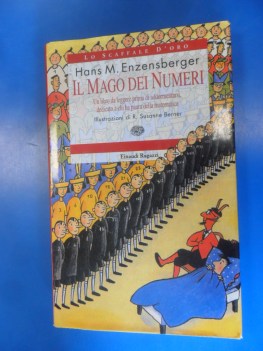 LO SCAFFALE D'ORO
Hans M. Enzensberger
IL MAGO DEI NUMERI
Un libro da leggere prima di addormentarsi,
dedicato a chi ha paura della matematica
Illustrazioni di R. Susanne Berner
Einaudi Ragazzi